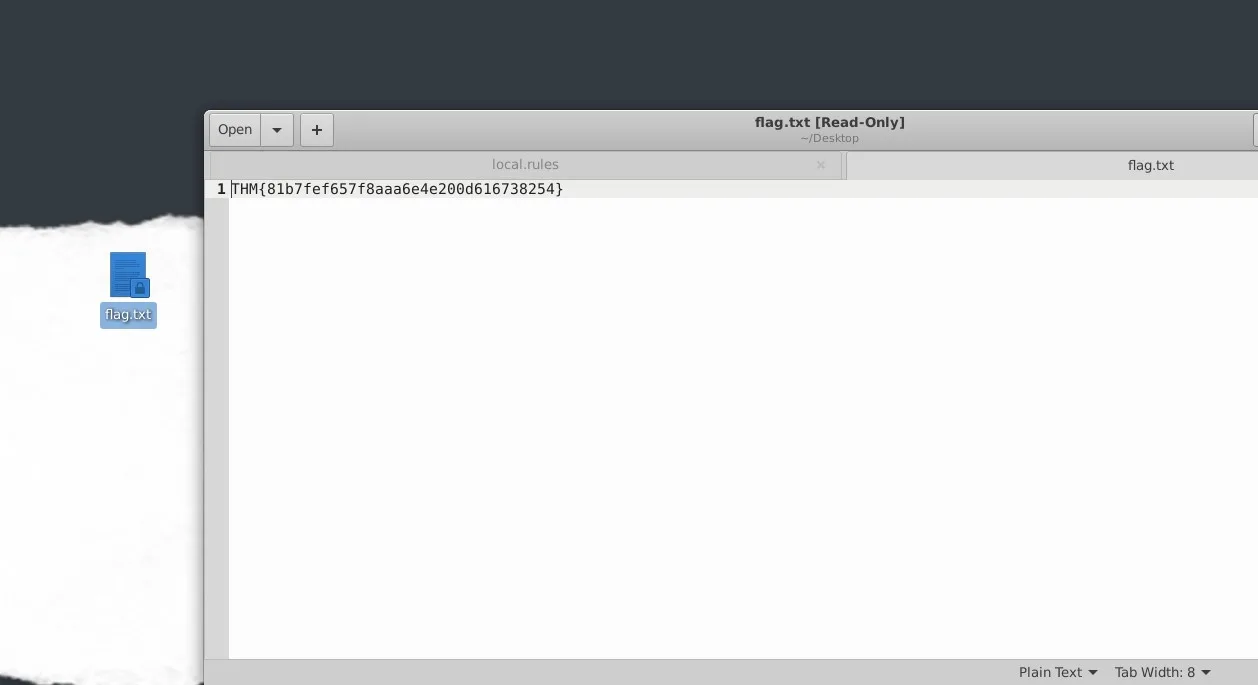 Open
+
flag.txt [Read-Only]
~/Desktop
local.rules ×
flag.txt
1 THM{81b7fef657f8aaa6e4e200d616738254}
flag.txt
Plain Text Tab Width: 8